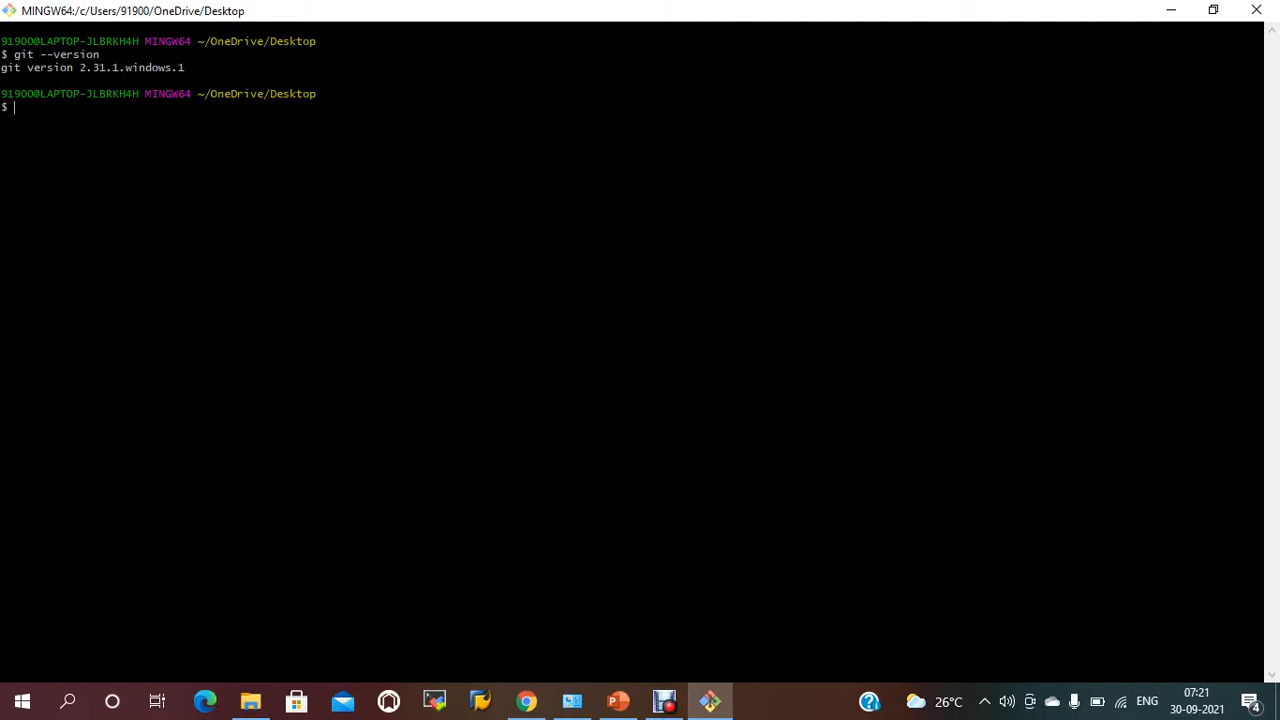 MINGW64:/c/Users/91900/OneDrive/Desktop
91900@LAPTOP-JLBRKH4H MINGW64 ~/OneDrive/Desktop
$ git --version
git version 2.31.1.windows.1
91900@LAPTOP-JLBRKH4H MINGW64 ~/OneDrive/Desktop
$
26°C
ENG
07:21
30-09-2021
4